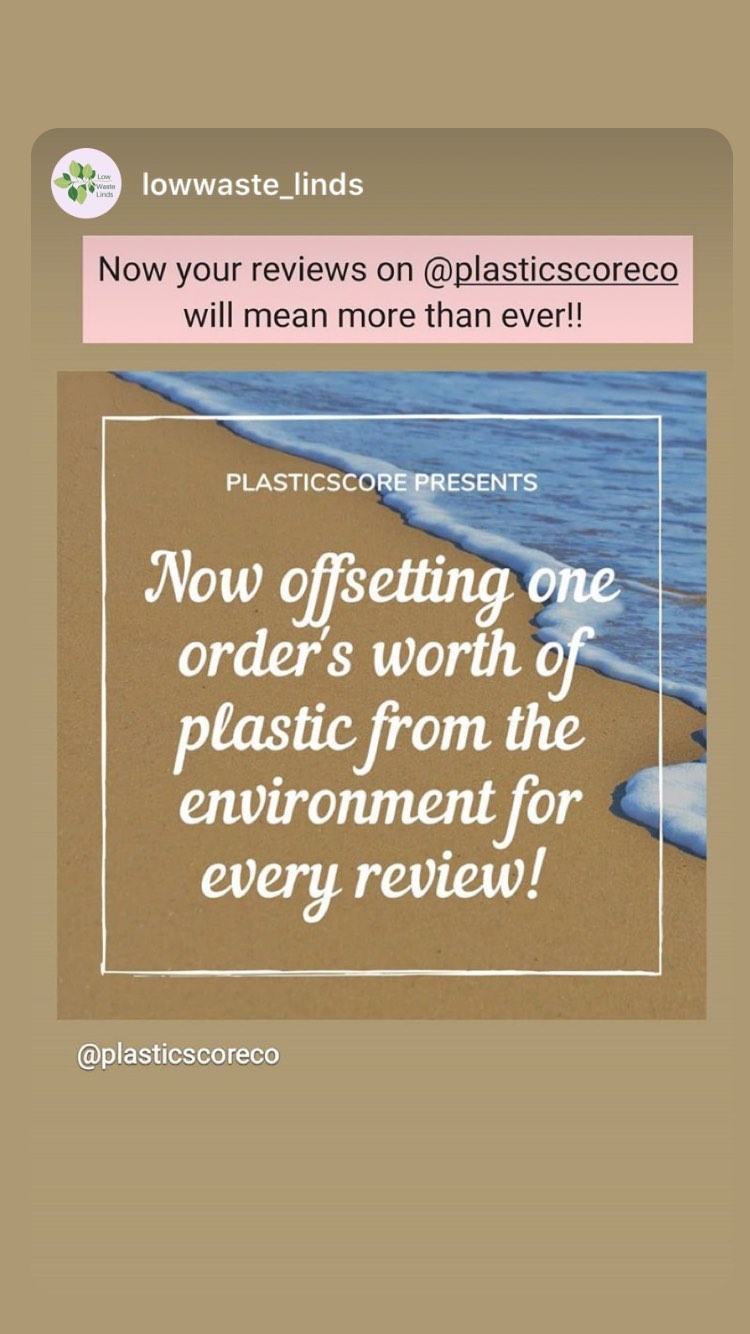 Low
Waste
Linds
lowwaste_linds
Now your reviews on @plasticscoreco
will mean more than ever!!
PLASTICSCORE PRESENTS
Now offsetting one
order's worth of
plastic from the
environment for
every review!
@plasticscoreco